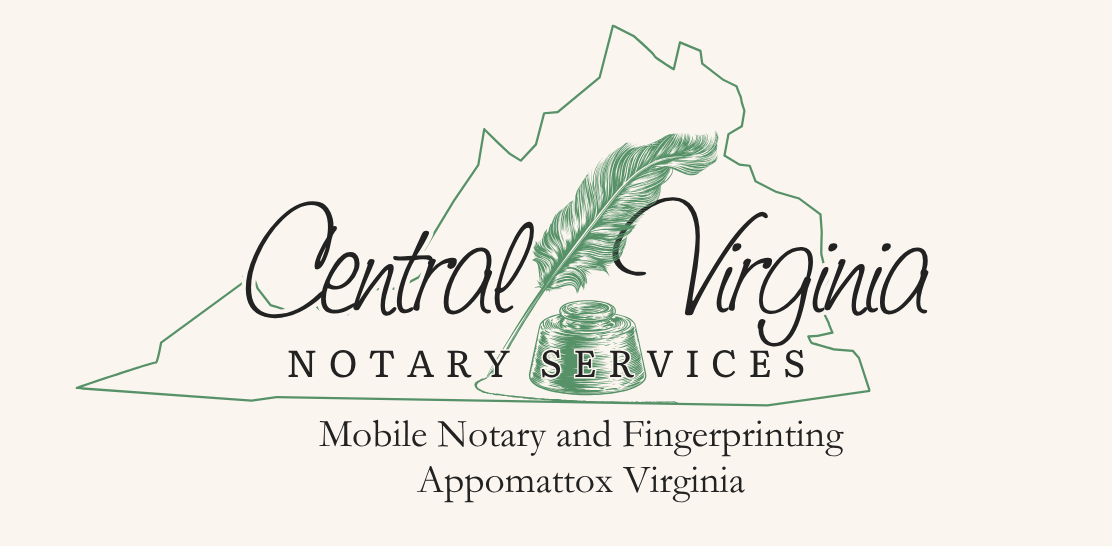 Central Virginia
NOTARY SERVICES
Mobile Notary and Fingerprinting
Appomattox Virginia